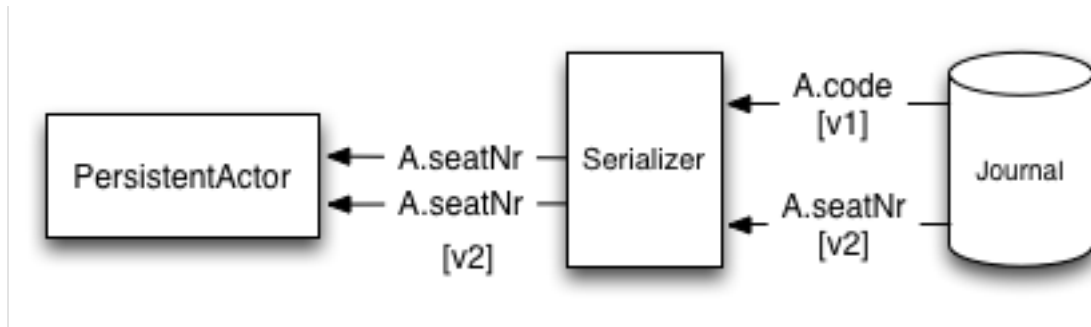 PersistentActor
A.seatNr
A.seatNr
[v2]
Serializer
A.code
[v1]
A.seatNr
[v2]
Journal